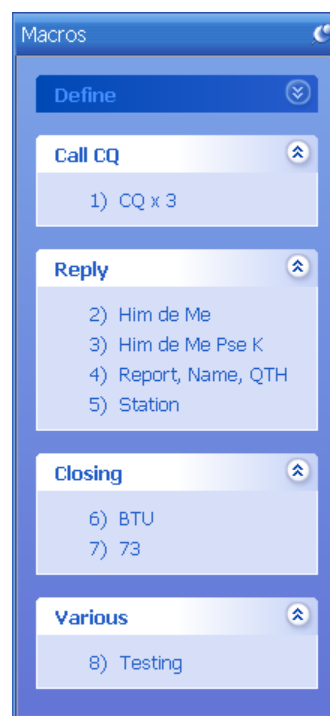 Macros
Define
Call CQ
1) CQ x 3
Reply
2) Him de Me
3) Him de Me Pse K
4) Report, Name, QTH
5) Station
Closing
6) BTU
7) 73
Various
8) Testing